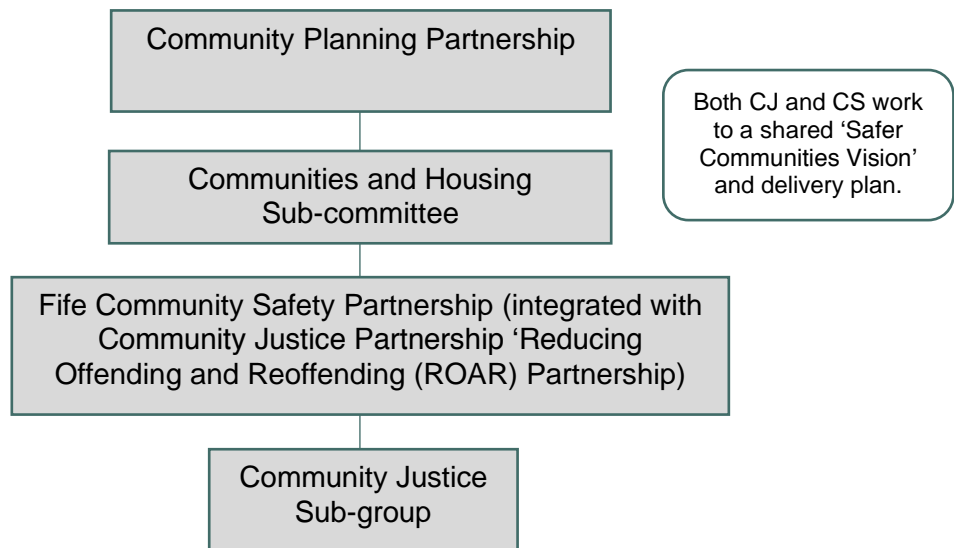 Community Planning Partnership
Both CJ and CS work
to a shared ‘Safer
Communities Vision’
and delivery plan.
Communities and Housing
Sub-committee
Fife Community Safety Partnership (integrated with
Community Justice Partnership ‘Reducing
Offending and Reoffending (ROAR) Partnership)
Community Justice
Sub-group